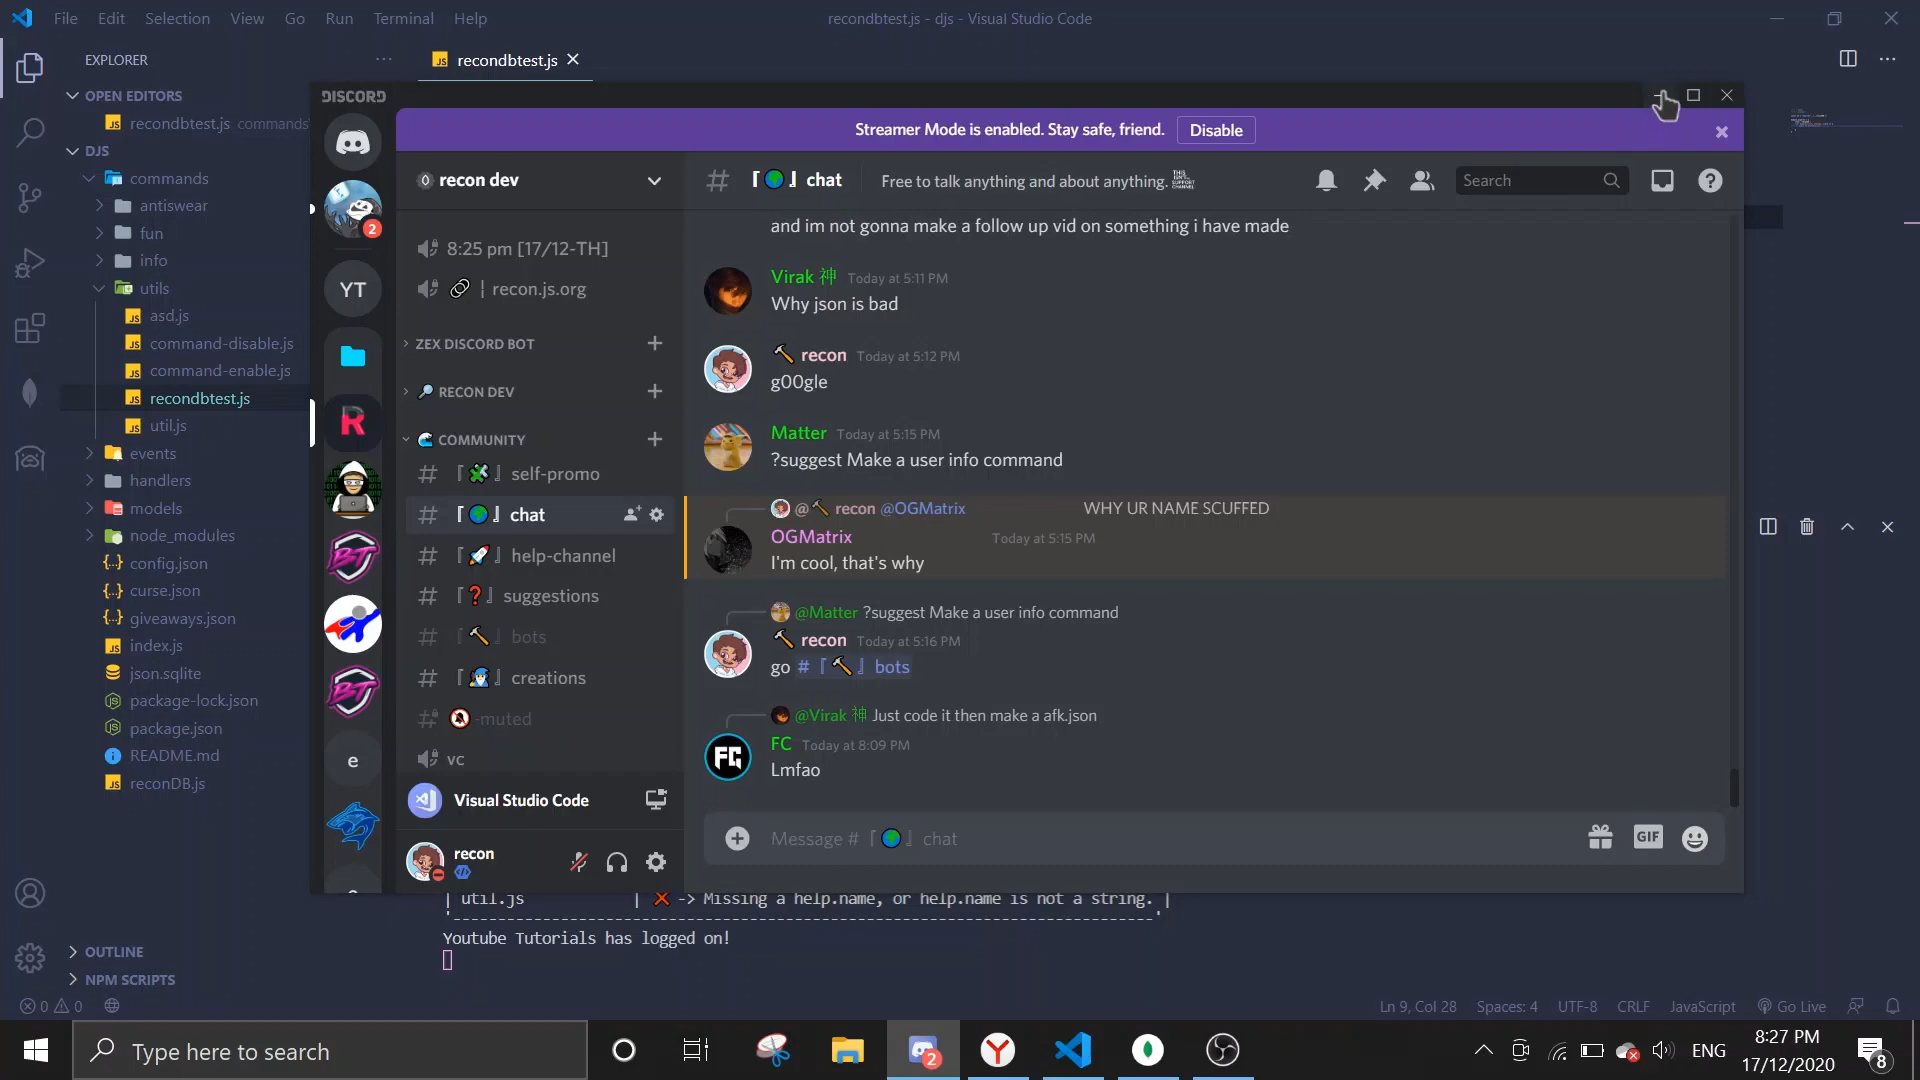 File Edit Selection View Go Run Terminal Help
recondbtest.js - djs - Visual Studio Code
EXPLORER
recondbtest.js
OPEN EDITORS
recondbtest.js commands
DJS
commands
antiswear
fun
info
utils
asd.js
command-disable.js
command-enable.js
recondbtest.js
util.js
events
handlers
models
node_modules
config.json
curse.json
giveaways.json
index.js
json.sqlite
package-lock.json
package.json
README.md
reconDB.js
OUTLINE
NPM SCRIPTS
DISCORD
2
YT
R
BT
BT
e
Streamer Mode is enabled. Stay safe, friend. Disable
recon dev
8:25 pm [17/12-TH]
| recon.js.org
ZEX DISCORD BOT
RECON DEV
COMMUNITY
# 『🧩』 self-promo
# 『🌎』 chat
# 『🚀』 help-channel
# 『❓』 suggestions
# 『🔨』 bots
# 『』 creations
# -muted
VC
Visual Studio Code
recon
# 『🌎』 chat Free to talk anything and about anything.
Search
and im not gonna make a follow up vid on something i have made
Virak 神 Today at 5:11 PM
Why json is bad
🔨 recon Today at 5:12 PM
g00gle
Matter Today at 5:15 PM
?suggest Make a user info command
@🔨 recon @OGMatrix WHY UR NAME SCUFFED
OGMatrix Today at 5:15 PM
I'm cool, that's why
@Matter ?suggest Make a user info command
🔨 recon Today at 5:16 PM
go # 『🔨』 bots
@Virak 神 Just code it then make a afk.json
FC Today at 8:09 PM
Lmfao
FC
Message # 『🌎』 chat
GIF
| util.js | ❌ -> Missing a help.name, or help.name is not a string. |
'-----------------------------------------------------------------'
Youtube Tutorials has logged on!
0 0
Ln 9, Col 28 Spaces: 4 UTF-8 CRLF JavaScript Go Live
Type here to search
2
ENG
8:27 PM
17/12/2020
8